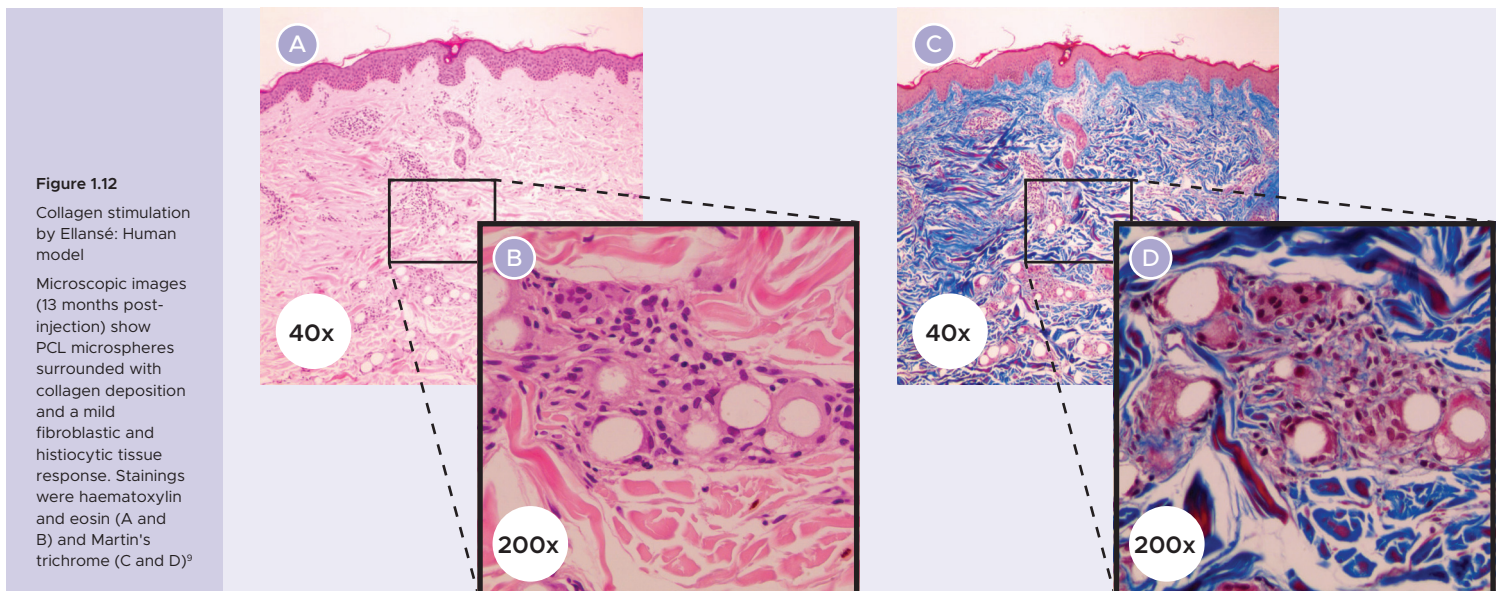 Figure 1.12
Collagen stimulation
by Ellansé: Human
model
Microscopic images
(13 months post-
injection) show
PCL microspheres
surrounded with
collagen deposition
and a mild
fibroblastic and
histiocytic tissue
response. Stainings
were haematoxylin
and eosin (A and
B) and Martin's
trichrome (C and D)⁹
A
40x
B
200x
C
40x
D
200x